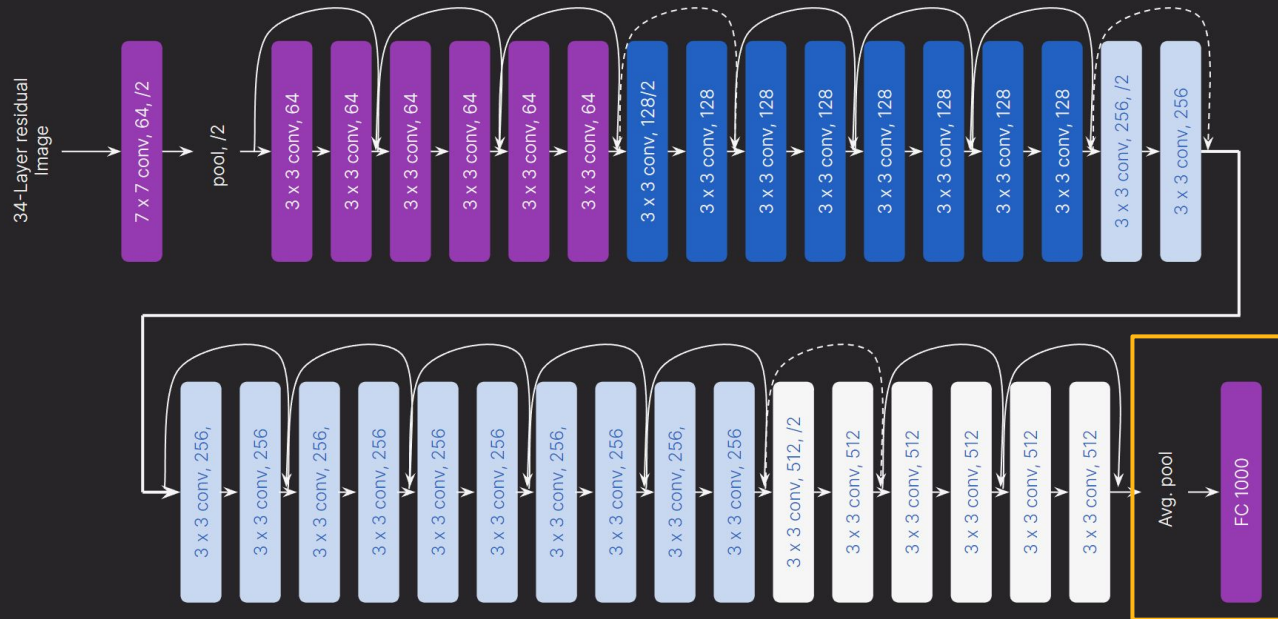 34-Layer residual
Image
7 x 7 conv, 64, /2
pool, /2
3 x 3 conv, 64
3 x 3 conv, 64
3 x 3 conv, 64
3 x 3 conv, 64
3 x 3 conv, 64
3 x 3 conv, 64
3 x 3 conv, 128/2
3 x 3 conv, 128
3 x 3 conv, 128
3 x 3 conv, 128
3 x 3 conv, 128
3 x 3 conv, 128
3 x 3 conv, 128
3 x 3 conv, 128
3 x 3 conv, 256, /2
3 x 3 conv, 256
3 x 3 conv, 256,
3 x 3 conv, 256
3 x 3 conv, 256,
3 x 3 conv, 256
3 x 3 conv, 256,
3 x 3 conv, 256
3 x 3 conv, 256,
3 x 3 conv, 256
3 x 3 conv, 256,
3 x 3 conv, 256
3 x 3 conv, 512, /2
3 x 3 conv, 512
3 x 3 conv, 512
3 x 3 conv, 512
3 x 3 conv, 512
3 x 3 conv, 512
Avg. pool
FC 1000